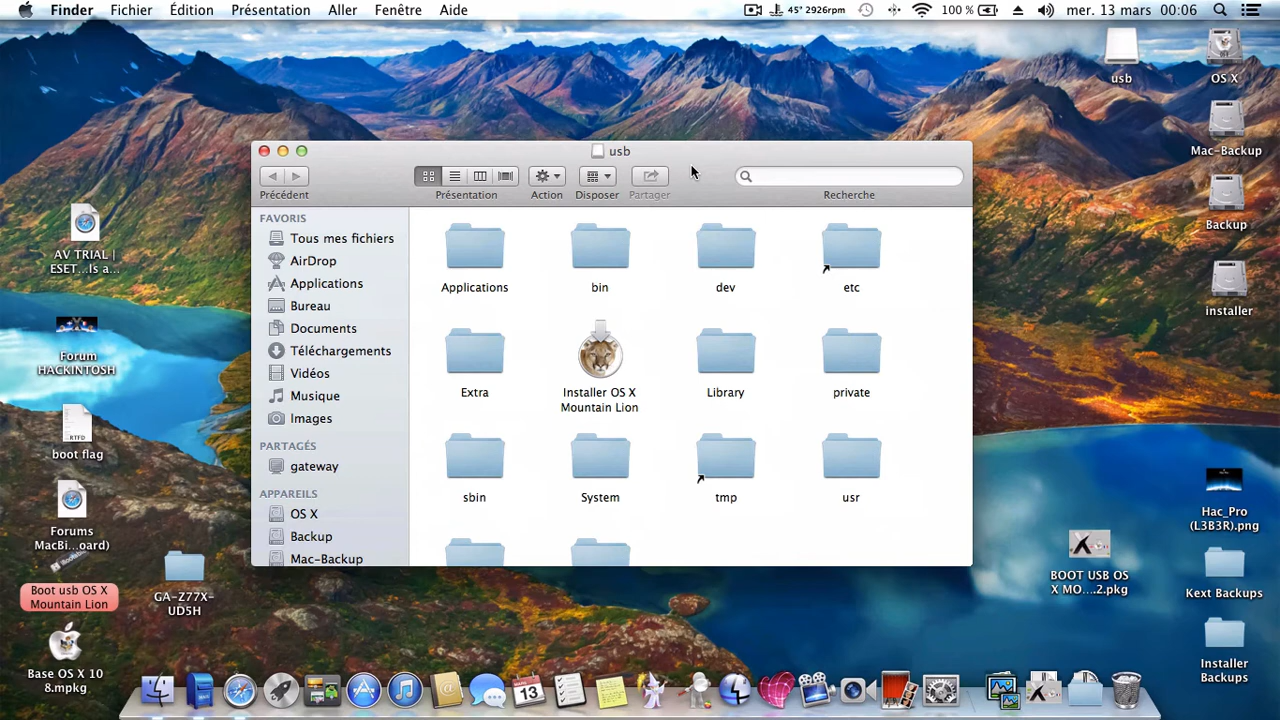 Finder Fichier Édition Présentation Aller Fenêtre Aide 45° 2926rpm 100 % mer. 13 mars 00:06
usb
OS X
Mac-Backup
Backup
installer
AV TRIAL |
ESET...ls a...
Forum
HACKINTOSH
RTFD
boot flag
Forums
MacBi...oard)
Boot usb OS X
Mountain Lion
GA-Z77X-
UD5H
Base OS X 10
8.mpkg
usb
Précédent Présentation Action Disposer Partager Recherche
FAVORIS
Tous mes fichiers
AirDrop
Applications
Bureau
Documents
Téléchargements
Vidéos
Musique
Images
PARTAGÉS
gateway
APPAREILS
OS X
Backup
Mac-Backup
Applications bin dev etc
Extra Installer OS X
Mountain Lion Library private
sbin System tmp usr
BOOT USB OS
X MO...2.pkg
Hac_Pro
(L3B3R).png
Kext Backups
Installer
Backups
MARS
13